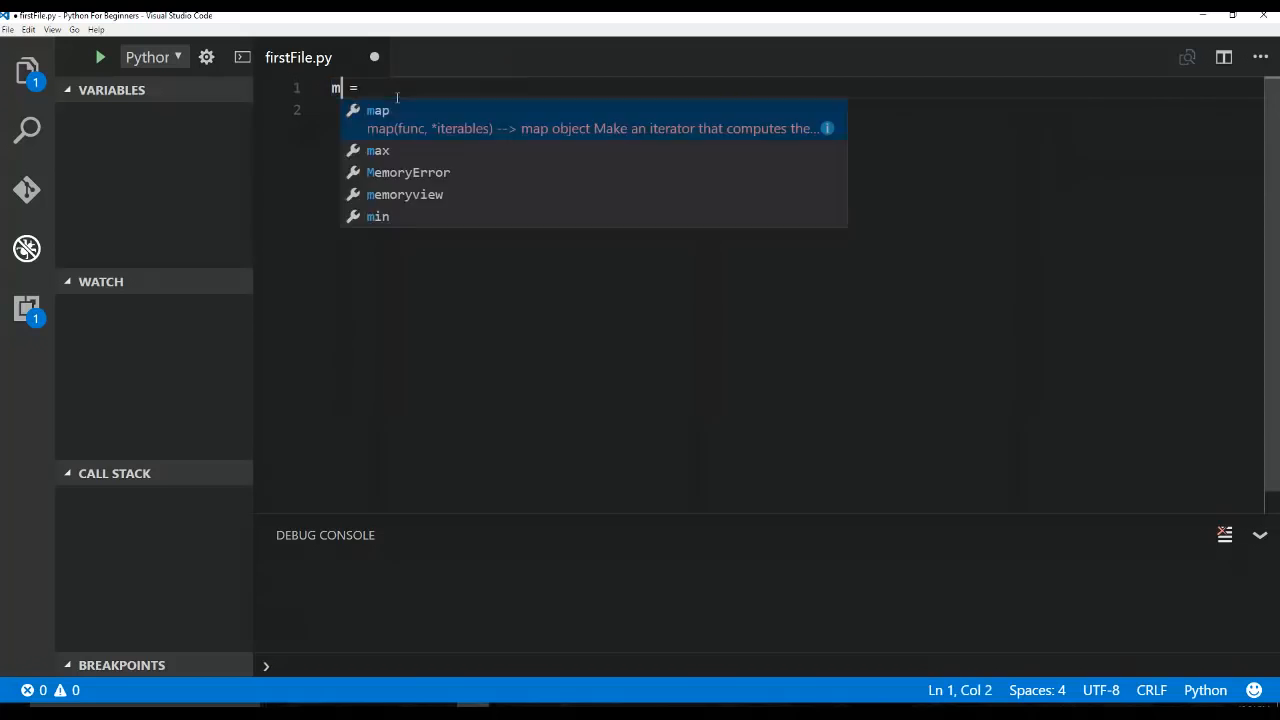 ● firstFile.py - Python For Beginners - Visual Studio Code
File Edit View Go Help
Python
firstFile.py
1
VARIABLES
1 m =
2
map
map(func, *iterables) --> map object Make an iterator that computes the...
max
MemoryError
memoryview
min
WATCH
1
CALL STACK
DEBUG CONSOLE
BREAKPOINTS
0 0
Ln 1, Col 2 Spaces: 4 UTF-8 CRLF Python